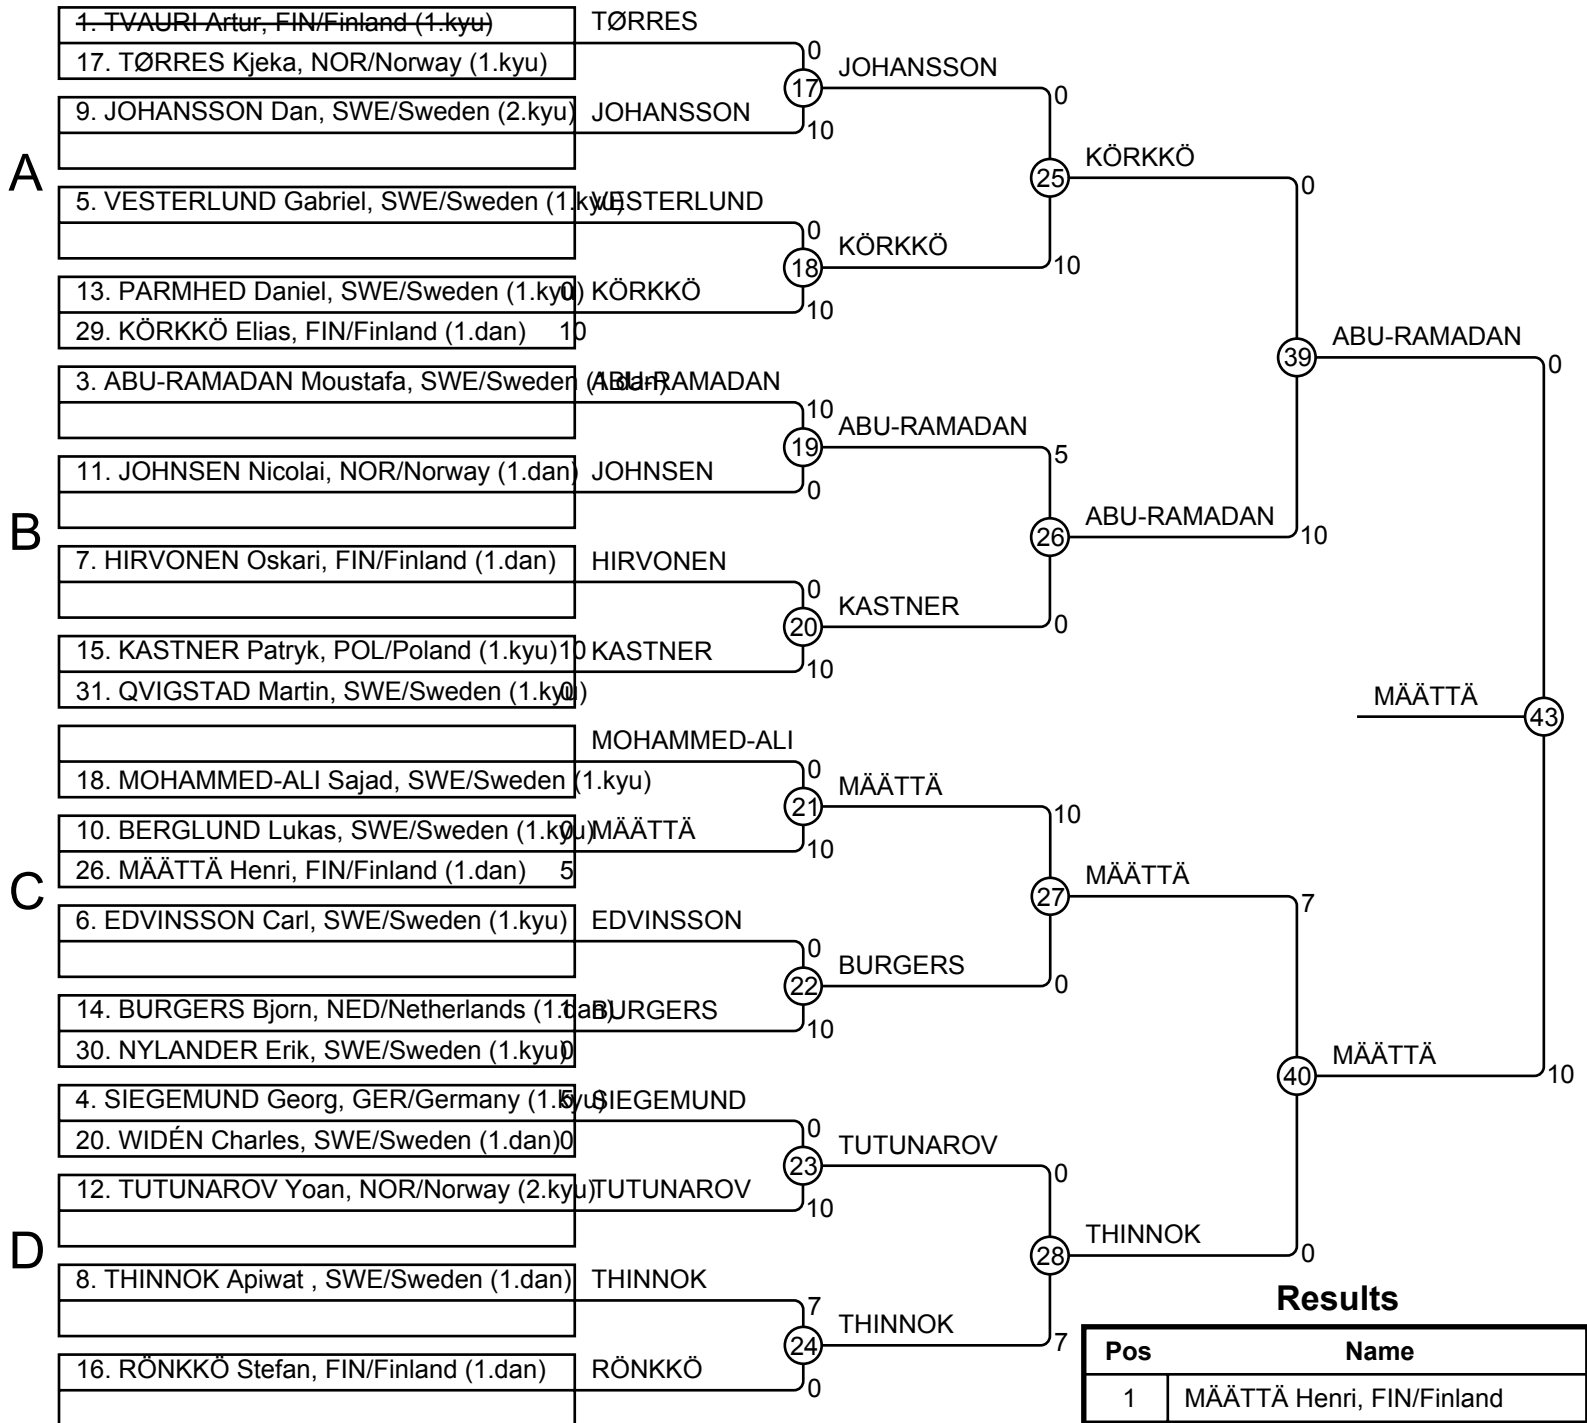 1. TVAURI Artur, FIN/Finland (1.kyu)
17. TØRRES Kjeka, NOR/Norway (1.kyu)
TØRRES
0
17
10
JOHANSSON
9. JOHANSSON Dan, SWE/Sweden (2.kyu)
JOHANSSON
A
0
25
10
KÖRKKÖ
5. VESTERLUND Gabriel, SWE/Sweden (1.kyu)
VESTERLUND
0
18
10
KÖRKKÖ
13. PARMHED Daniel, SWE/Sweden (1.kyu) 0
KÖRKKÖ
29. KÖRKKÖ Elias, FIN/Finland (1.dan) 10
0
39
10
ABU-RAMADAN
3. ABU-RAMADAN Moustafa, SWE/Sweden (1.dan)
ABU-RAMADAN
10
19
0
ABU-RAMADAN
11. JOHNSEN Nicolai, NOR/Norway (1.dan)
JOHNSEN
B
5
26
0
ABU-RAMADAN
7. HIRVONEN Oskari, FIN/Finland (1.dan)
HIRVONEN
0
20
10
KASTNER
15. KASTNER Patryk, POL/Poland (1.kyu) 10
KASTNER
31. QVIGSTAD Martin, SWE/Sweden (1.kyu) 0
0
43
10
MÄÄTTÄ
MOHAMMED-ALI
18. MOHAMMED-ALI Sajad, SWE/Sweden (1.kyu)
0
21
10
MÄÄTTÄ
10. BERGLUND Lukas, SWE/Sweden (1.kyu) 0
MÄÄTTÄ
26. MÄÄTTÄ Henri, FIN/Finland (1.dan) 5
C
10
27
0
MÄÄTTÄ
6. EDVINSSON Carl, SWE/Sweden (1.kyu)
EDVINSSON
0
22
10
BURGERS
14. BURGERS Bjorn, NED/Netherlands (1.dan) 1
BURGERS
30. NYLANDER Erik, SWE/Sweden (1.kyu) 0
7
40
0
MÄÄTTÄ
4. SIEGEMUND Georg, GER/Germany (1.kyu) 5
SIEGEMUND
20. WIDÉN Charles, SWE/Sweden (1.dan) 0
0
23
10
TUTUNAROV
12. TUTUNAROV Yoan, NOR/Norway (2.kyu)
TUTUNAROV
D
0
28
7
THINNOK
8. THINNOK Apiwat , SWE/Sweden (1.dan)
THINNOK
7
24
0
THINNOK
16. RÖNKKÖ Stefan, FIN/Finland (1.dan)
RÖNKKÖ
Results
Pos Name
1 MÄÄTTÄ Henri, FIN/Finland